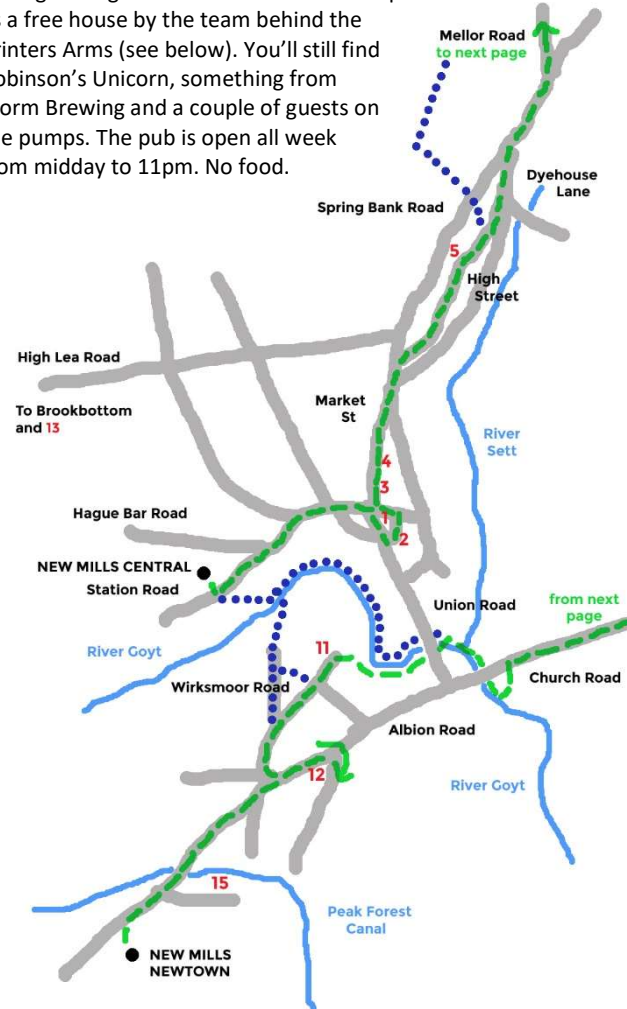 s a free house by the team behind the
rinters Arms (see below). You’ll still find
obinson’s Unicorn, something from
orm Brewing and a couple of guests on
e pumps. The pub is open all week
om midday to 11pm. No food.
Mellor Road
to next page
Dyehouse
Lane
Spring Bank Road
5
High
Street
High Lea Road
To Brookbottom
and 13
Market
St
River
Sett
4
3
Hague Bar Road
1
2
NEW MILLS CENTRAL
Station Road
Union Road
from next
page
River Goyt
11
Wirksmoor Road
Church Road
Albion Road
12
River Goyt
15
Peak Forest
Canal
NEW MILLS
NEWTOWN